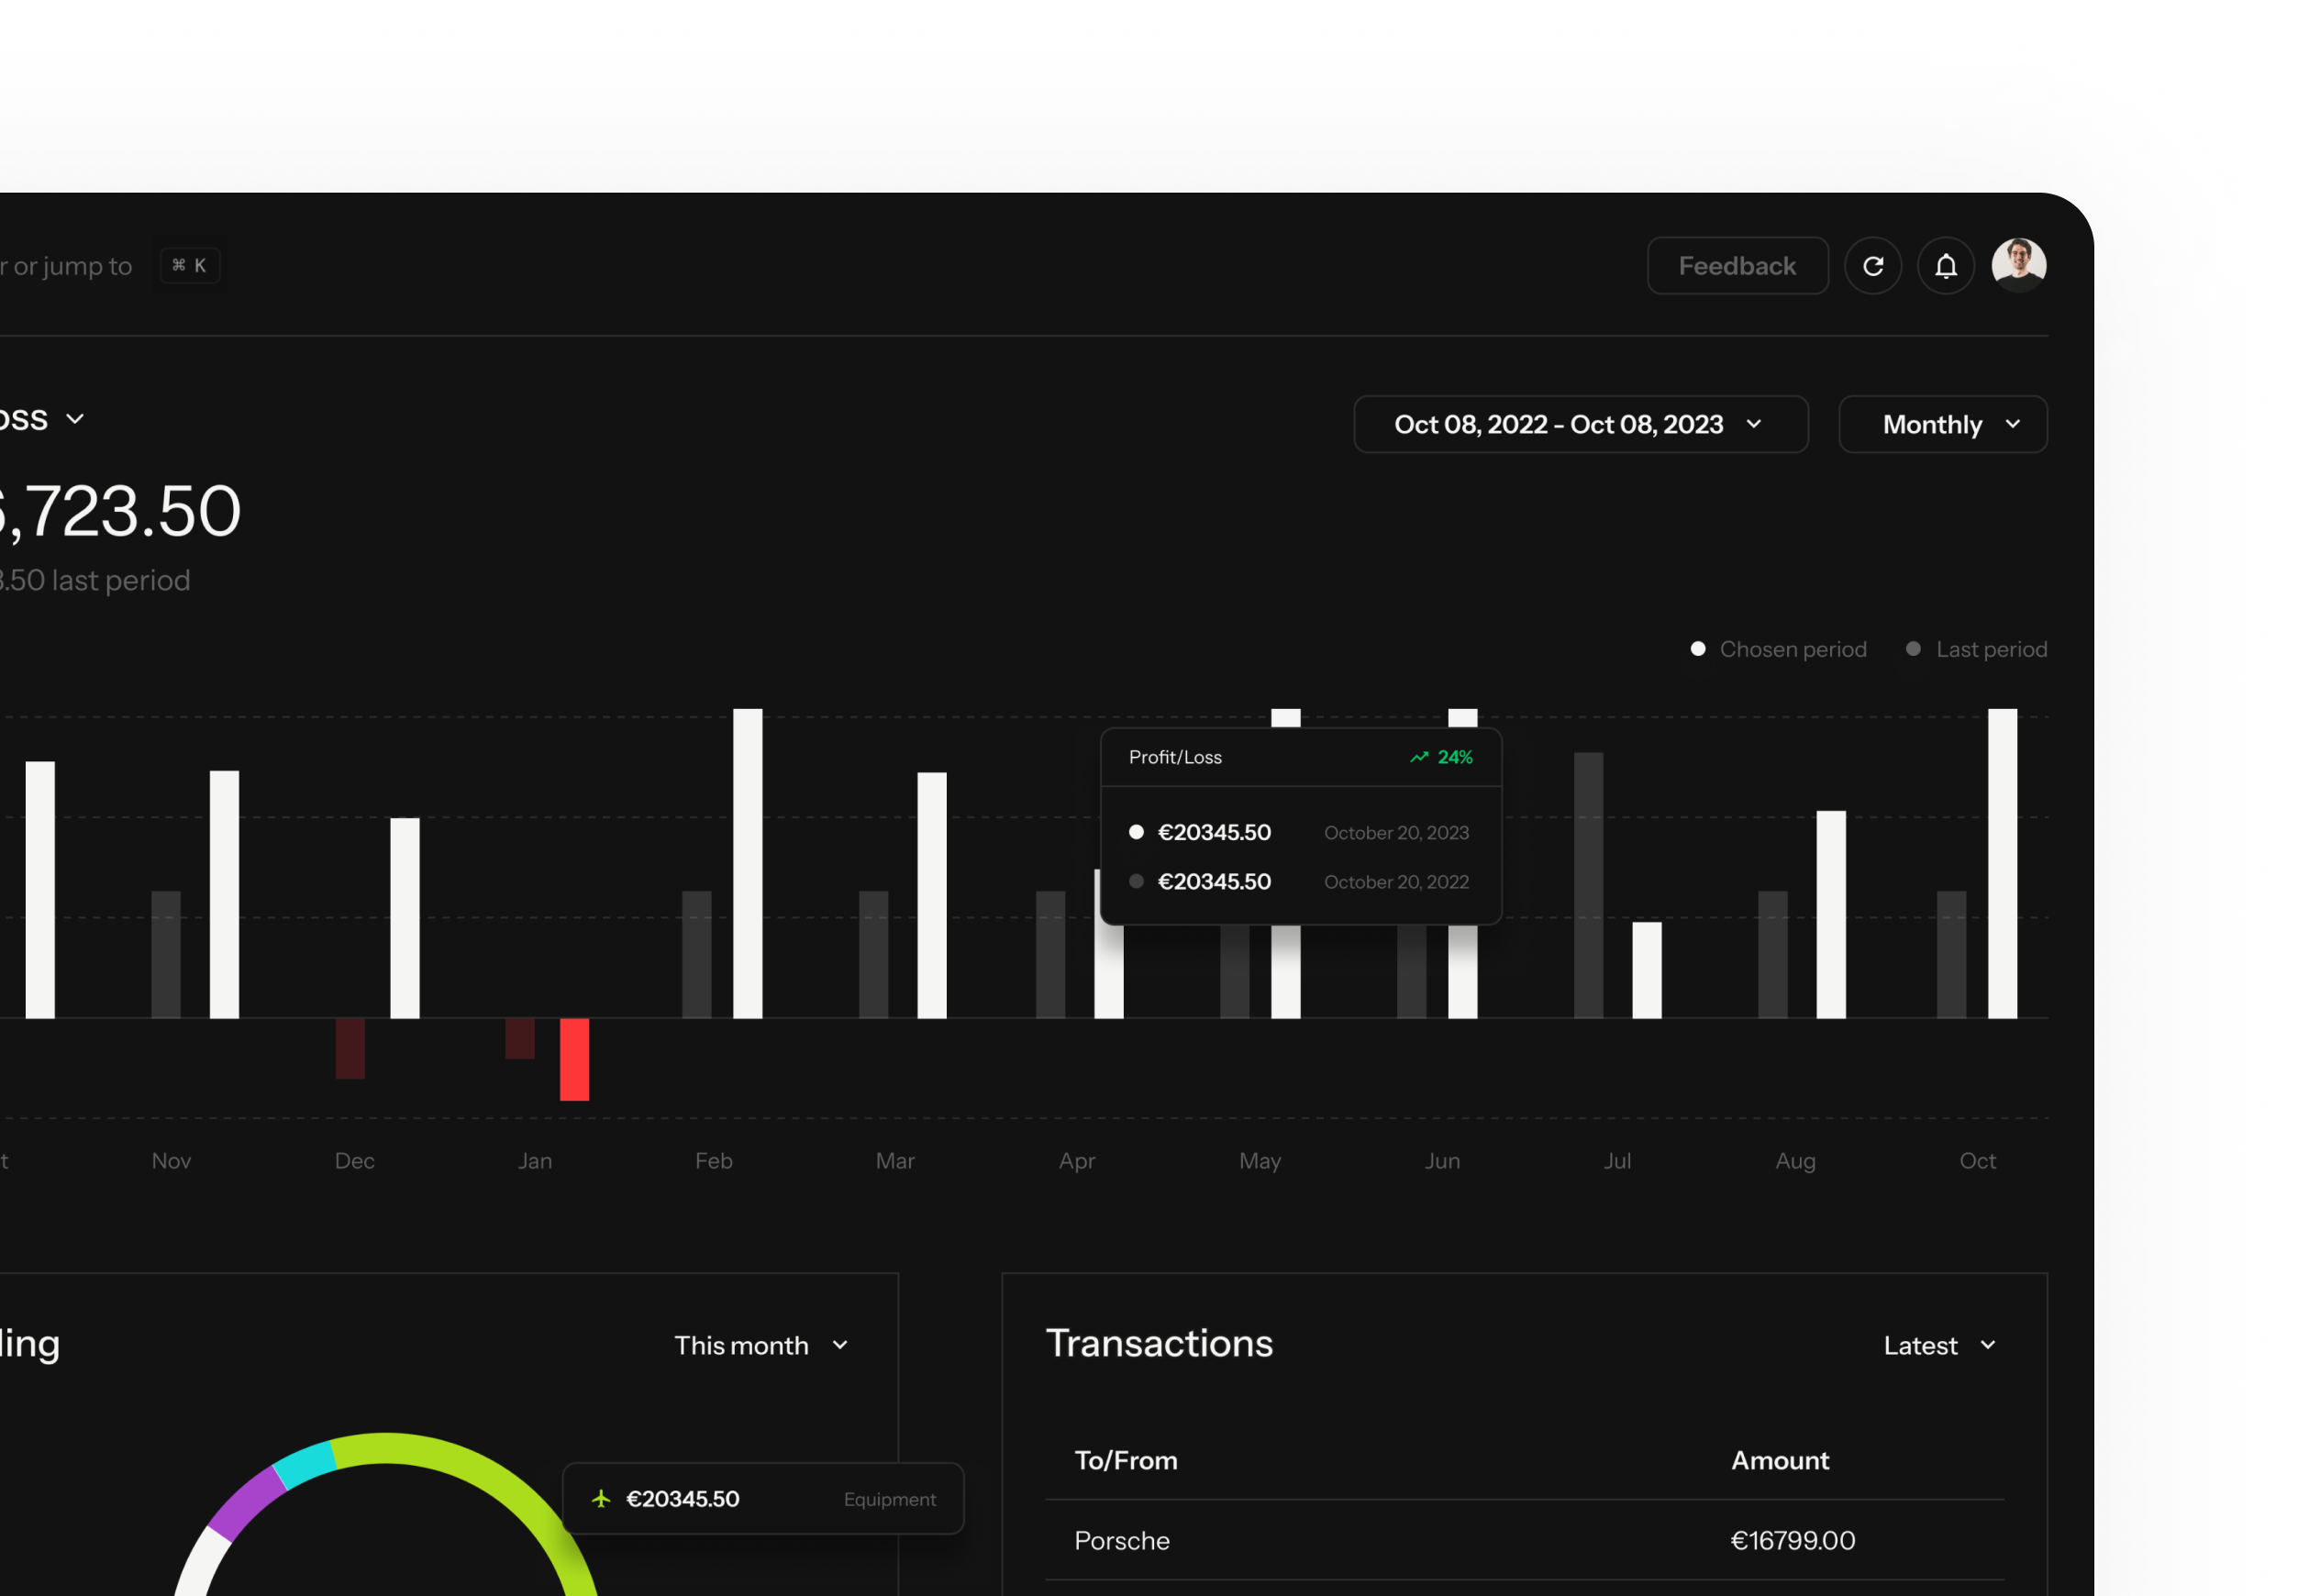 r or jump to ⌘ K Feedback
oss Oct 08, 2022 - Oct 08, 2023 Monthly
,723.50
.50 last period
Chosen period Last period
Profit/Loss 24%
€20345.50 October 20, 2023
€20345.50 October 20, 2022
t Nov Dec Jan Feb Mar Apr May Jun Jul Aug Oct
ling This month
€20345.50 Equipment
Transactions Latest
To/From Amount
Porsche €16799.00